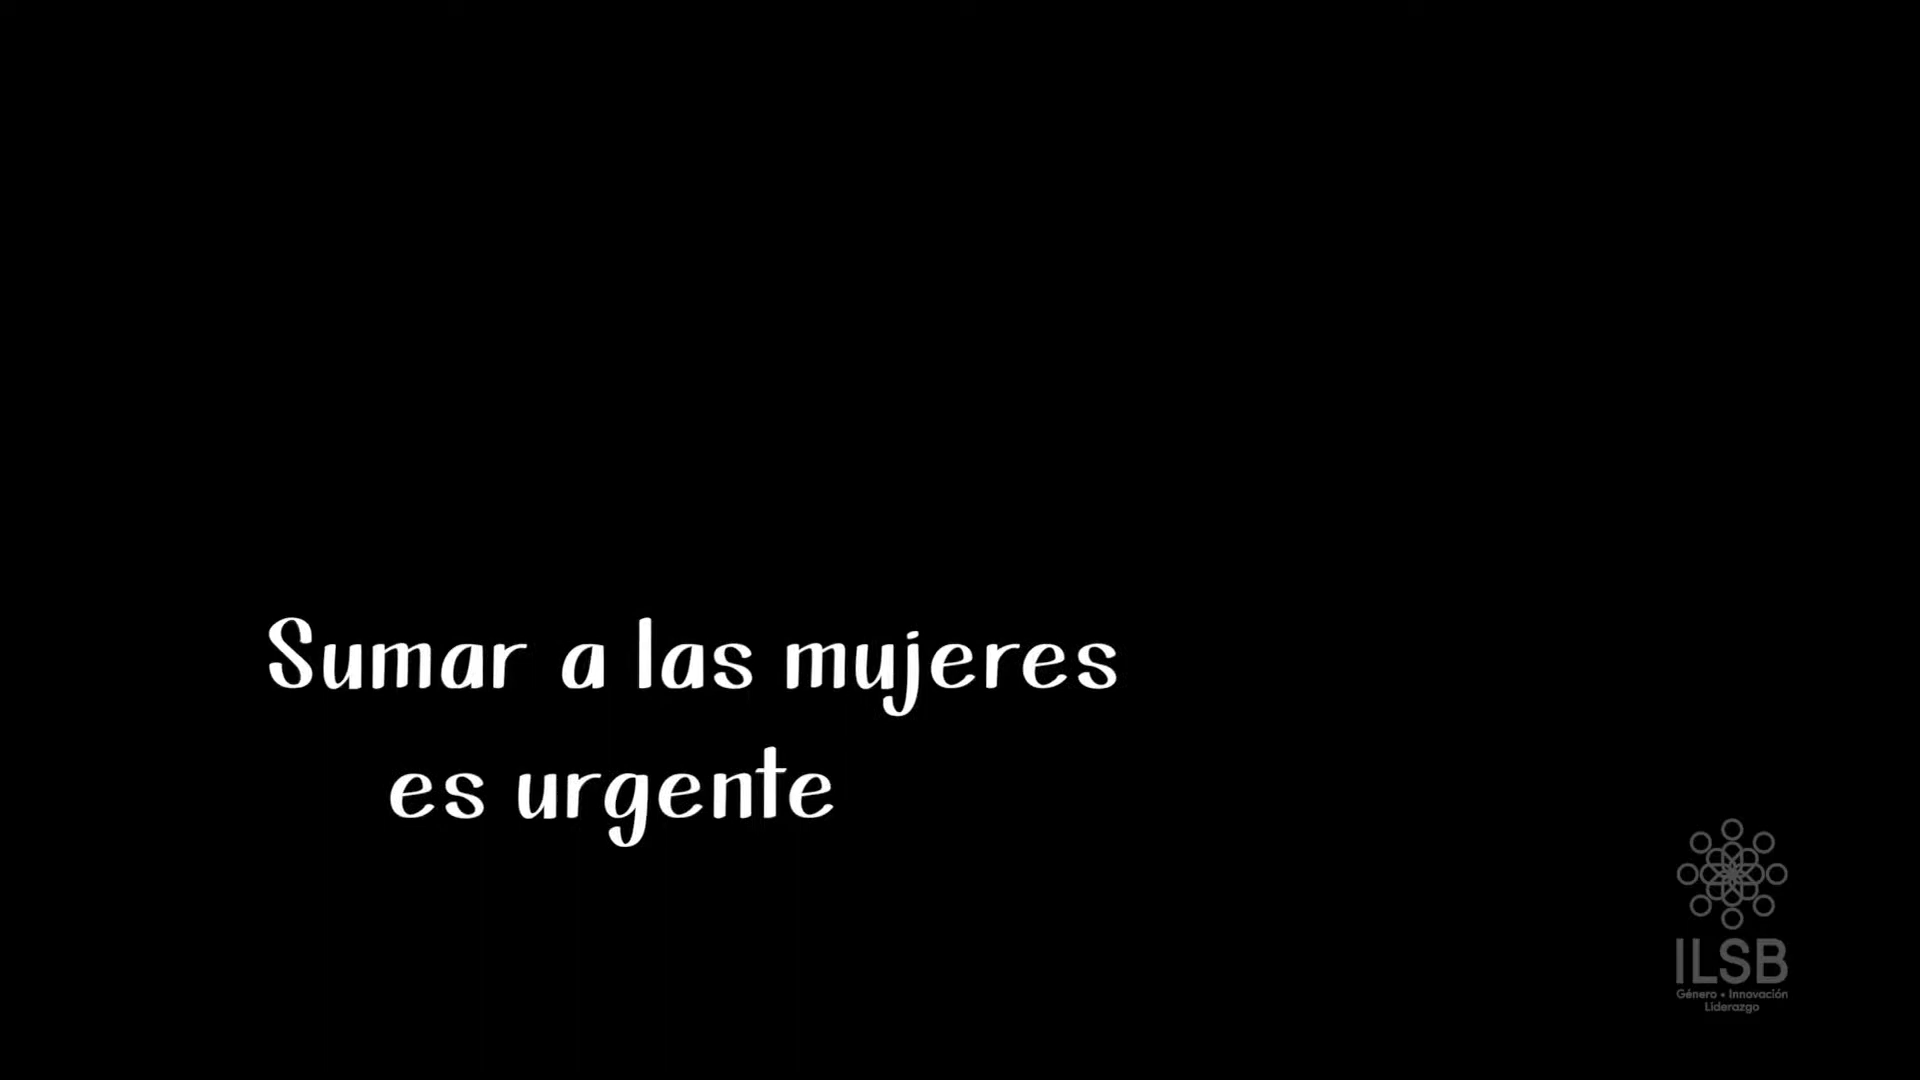 Sumar a las mujeres
es urgente
ILSB
Género • Innovación
Liderazgo